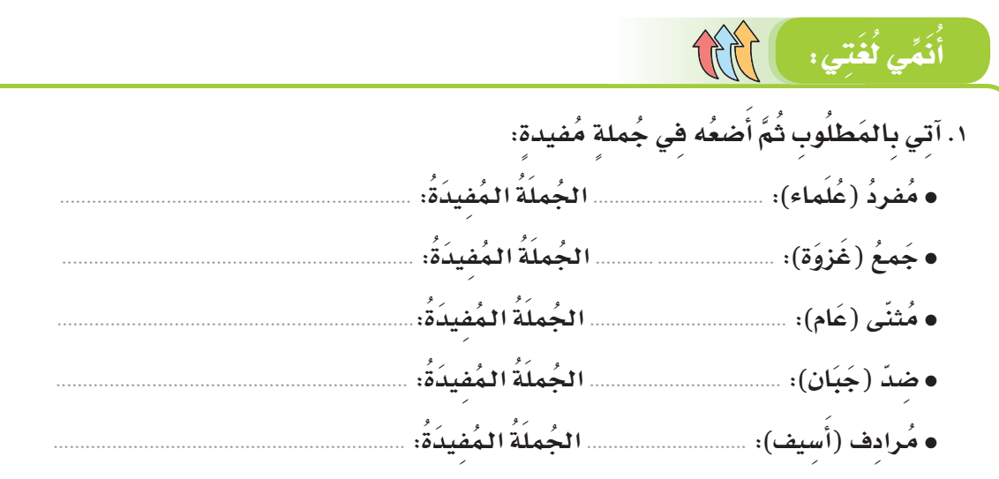 أُنَمِّي لُغَتِي:
١. آتِي بِالمَطلُوبِ ثُمَّ أَضعُه فِي جُملةٍ مُفيدةٍ:
• مُفردُ (عُلَماء): ........................ الجُملَةُ المُفِيدَةُ: ........................
• جَمعُ (غَزوَة): ........................ الجُملَةُ المُفِيدَةُ: ........................
• مُثنّى (عَام): ........................ الجُملَةُ المُفِيدَةُ: ........................
• ضِدّ (جَبَان): ........................ الجُملَةُ المُفِيدَةُ: ........................
• مُرادِف (أَسِيف): ........................ الجُملَةُ المُفِيدَةُ: ........................